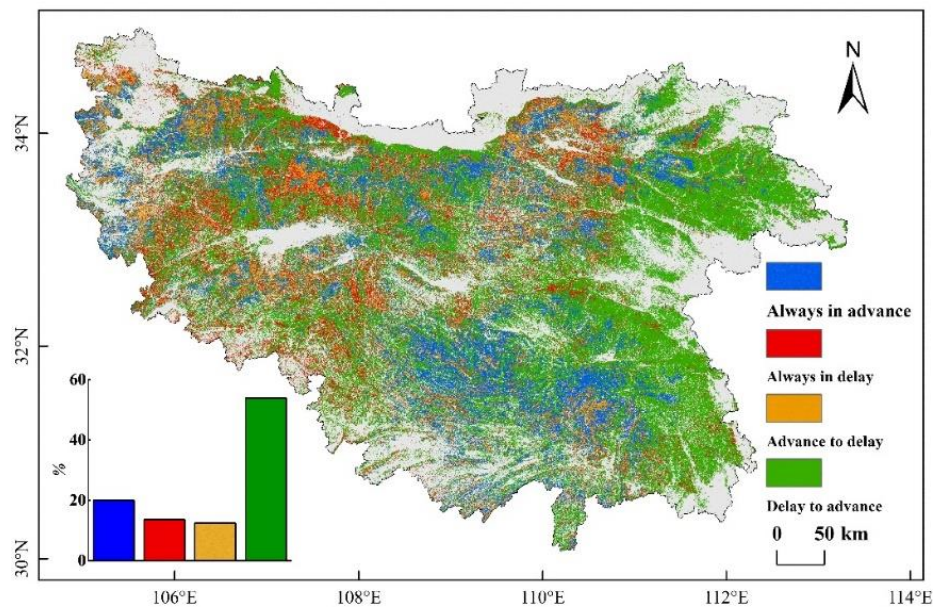 N
34°N
32°N
30°N
Always in advance
Always in delay
Advance to delay
Delay to advance
0 50 km
60
40
20
0
%
106°E 108°E 110°E 112°E 114°E